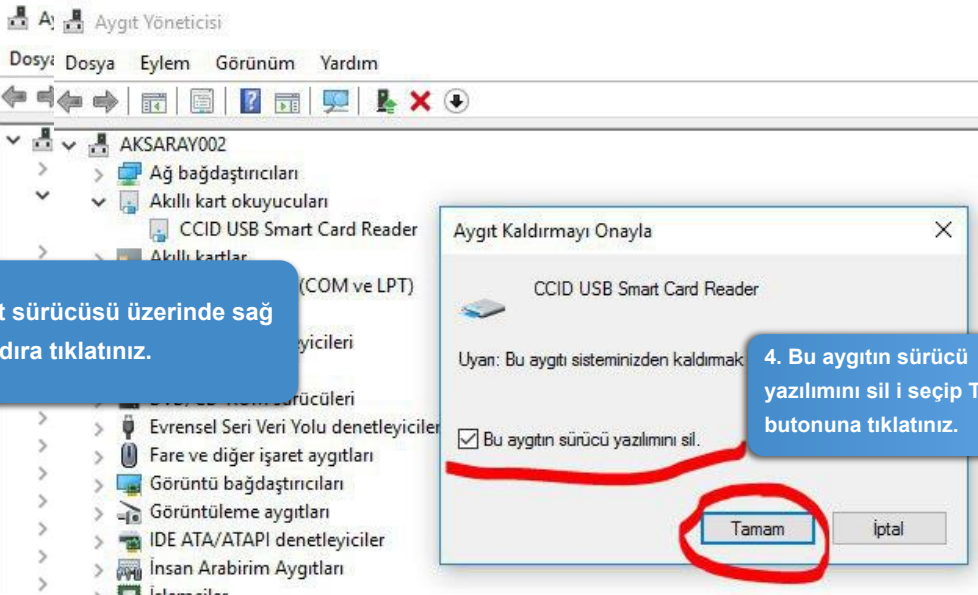 Aygıt Yöneticisi
Dosya Dosya Eylem Görünüm Yardım
AKSARAY002
Ağ bağdaştırıcıları
Akıllı kart okuyucuları
CCID USB Smart Card Reader
Akıllı kartlar
(COM ve LPT)
sürücüsü üzerinde sağ
tıklatınız.
Evrensel Seri Veri Yolu denetleyiciler
Fare ve diğer işaret aygıtları
Görüntü bağdaştırıcıları
Görüntüleme aygıtları
IDE ATA/ATAPI denetleyiciler
İnsan Arabirim Aygıtları
İşlemciler
Aygıt Kaldırmayı Onayla
CCID USB Smart Card Reader
Uyarı: Bu aygıtı sisteminizden kaldırmak
Bu aygıtın sürücü yazılımını sil.
Tamam İptal
4. Bu aygıtın sürücü
yazılımını sil i seçip T
butonuna tıklatınız.